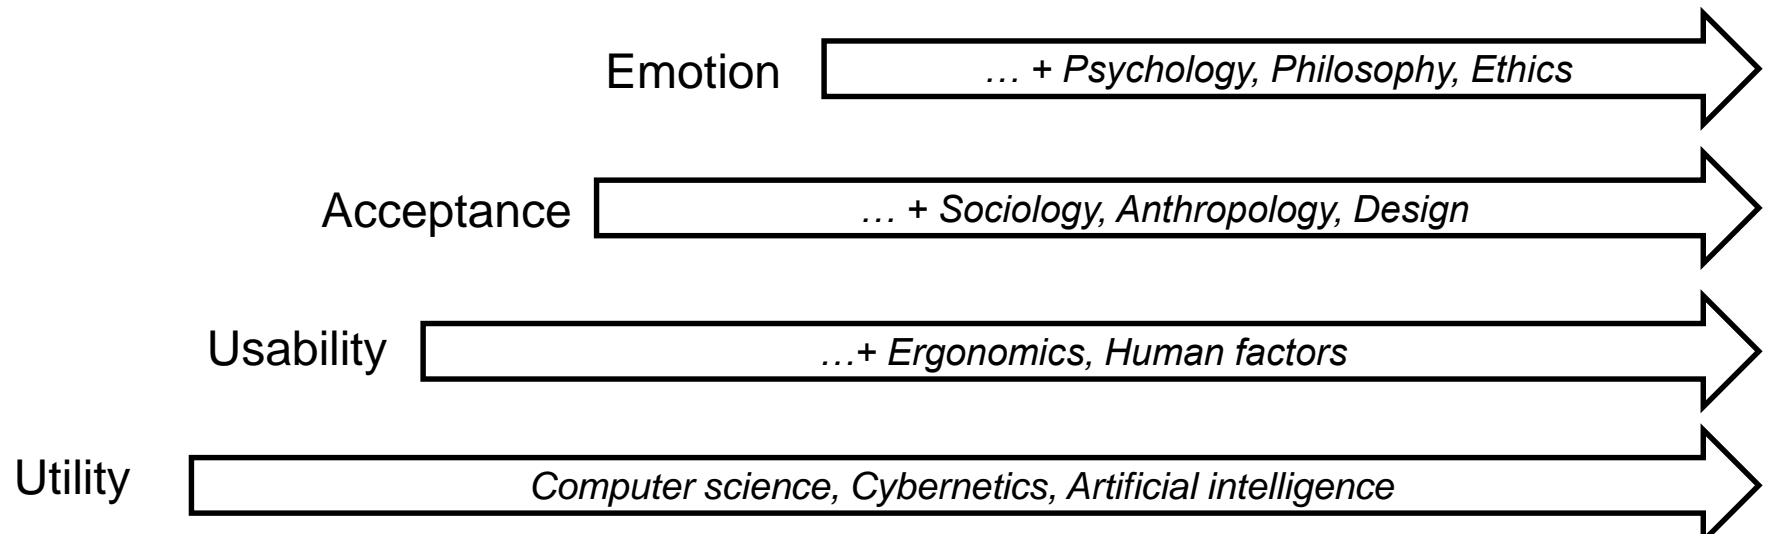 Emotion
… + Psychology, Philosophy, Ethics
Acceptance
… + Sociology, Anthropology, Design
Usability
…+ Ergonomics, Human factors
Utility
Computer science, Cybernetics, Artificial intelligence